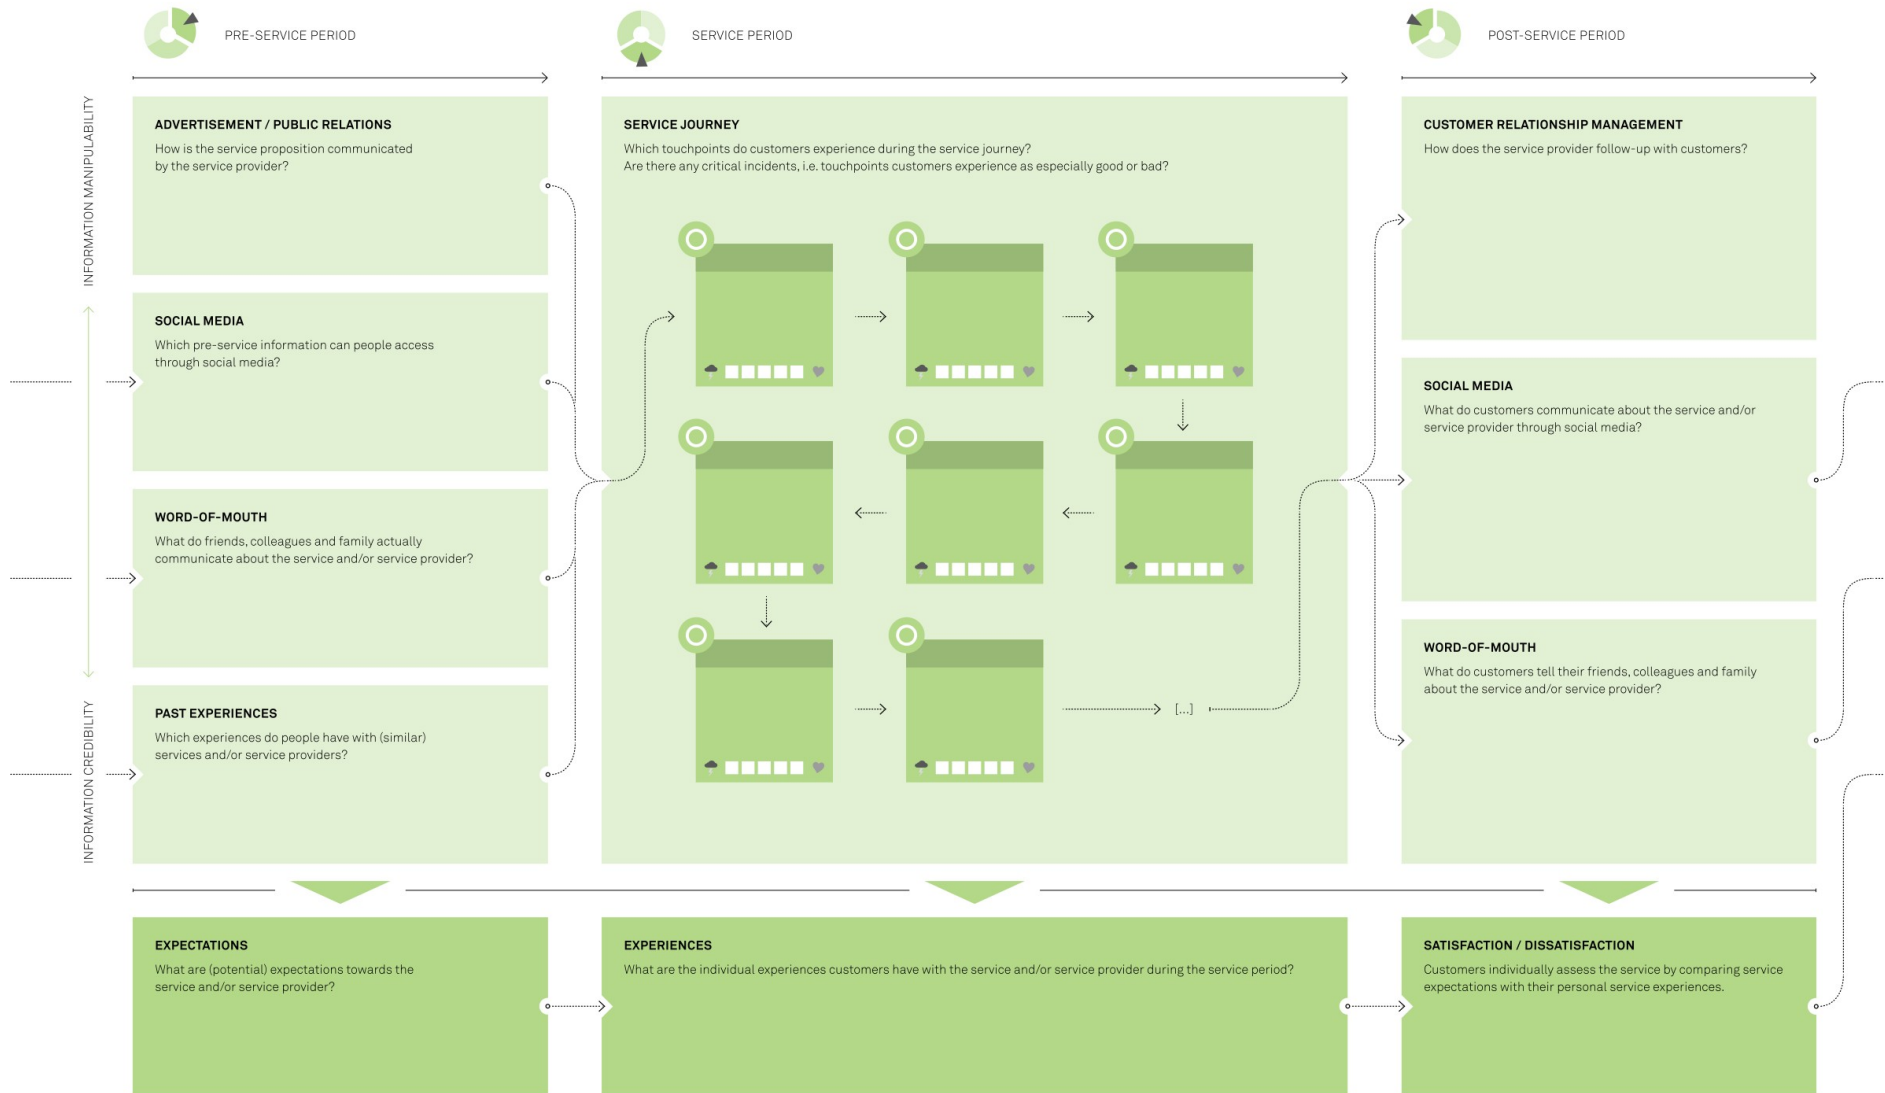 PRE-SERVICE PERIOD
SERVICE PERIOD
POST-SERVICE PERIOD
INFORMATION MANIPULABILITY
INFORMATION CREDIBILITY
ADVERTISEMENT / PUBLIC RELATIONS
How is the service proposition communicated
by the service provider?
SOCIAL MEDIA
Which pre-service information can people access
through social media?
WORD-OF-MOUTH
What do friends, colleagues and family actually
communicate about the service and/or service provider?
PAST EXPERIENCES
Which experiences do people have with (similar)
services and/or service providers?
SERVICE JOURNEY
Which touchpoints do customers experience during the service journey?
Are there any critical incidents, i.e. touchpoints customers experience as especially good or bad?
[...]
CUSTOMER RELATIONSHIP MANAGEMENT
How does the service provider follow-up with customers?
SOCIAL MEDIA
What do customers communicate about the service and/or
service provider through social media?
WORD-OF-MOUTH
What do customers tell their friends, colleagues and family
about the service and/or service provider?
EXPECTATIONS
What are (potential) expectations towards the
service and/or service provider?
EXPERIENCES
What are the individual experiences customers have with the service and/or service provider during the service period?
SATISFACTION / DISSATISFACTION
Customers individually assess the service by comparing service
expectations with their personal service experiences.